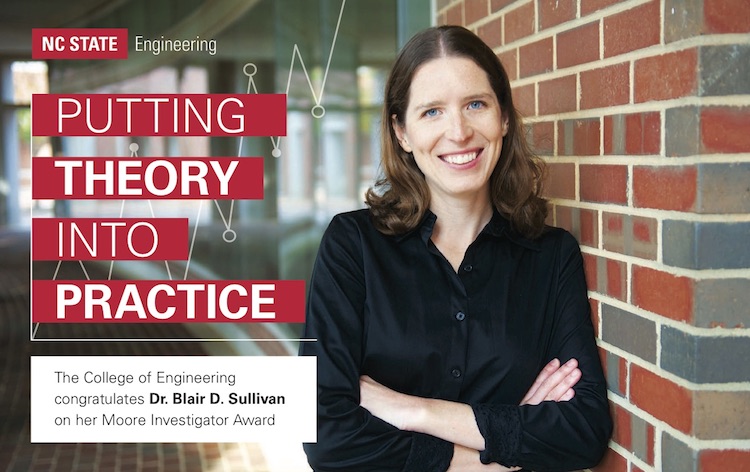 NC STATE Engineering
PUTTING
THEORY
INTO
PRACTICE
The College of Engineering
congratulates Dr. Blair D. Sullivan
on her Moore Investigator Award